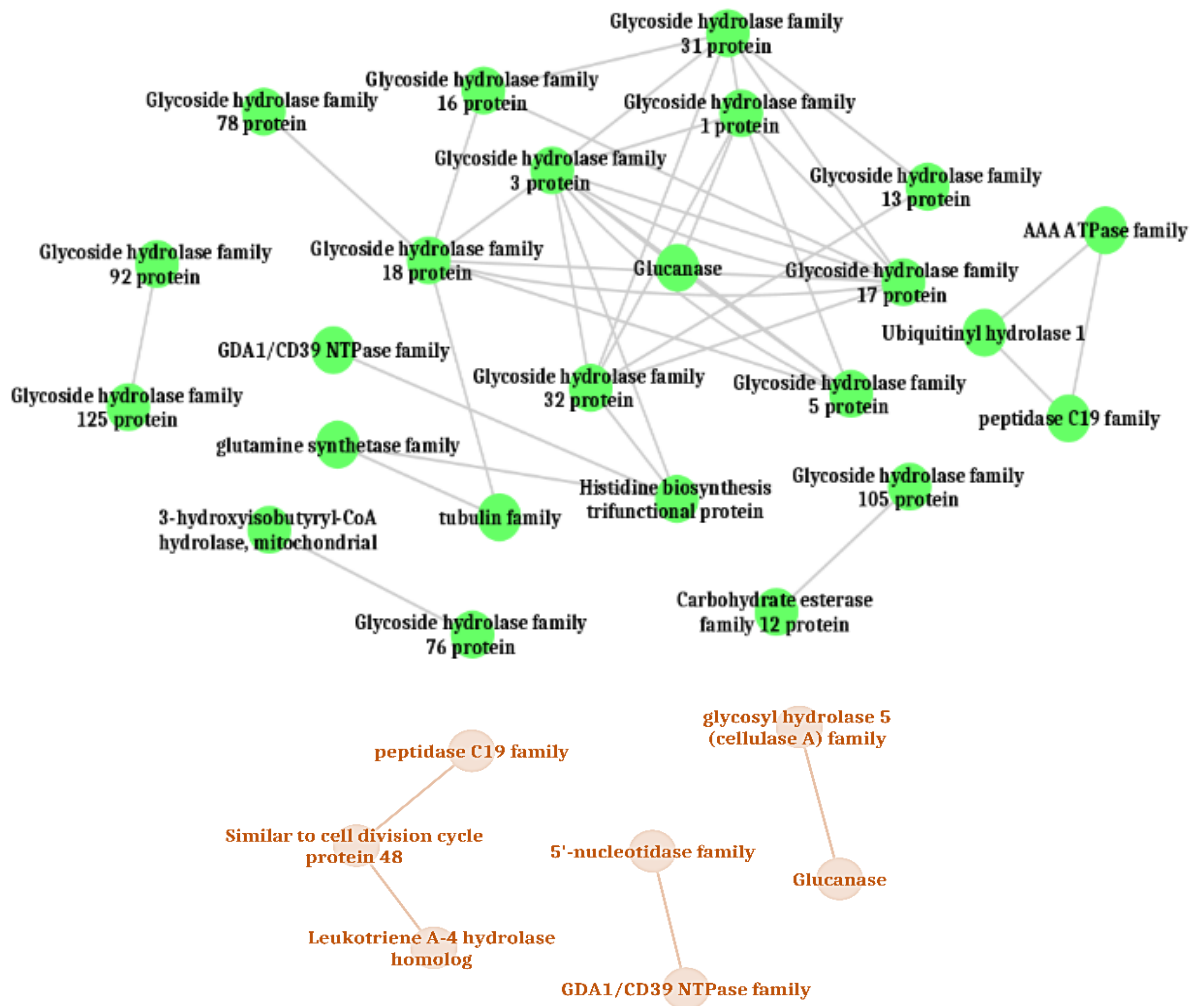 Glycoside hydrolase family
31 protein
Glycoside hydrolase family
16 protein
Glycoside hydrolase family
78 protein
Glycoside hydrolase family
1 protein
Glycoside hydrolase family
3 protein
Glycoside hydrolase family
13 protein
AAA ATPase family
Glycoside hydrolase family
92 protein
Glycoside hydrolase family
18 protein
Glucanase
Glycoside hydrolase family
17 protein
Ubiquitinyl hydrolase 1
GDA1/CD39 NTPase family
Glycoside hydrolase family
125 protein
Glycoside hydrolase family
32 protein
Glycoside hydrolase family
5 protein
peptidase C19 family
glutamine synthetase family
Glycoside hydrolase family
105 protein
Histidine biosynthesis
trifunctional protein
3-hydroxyisobutyryl-CoA
hydrolase, mitochondrial
tubulin family
Carbohydrate esterase
family 12 protein
Glycoside hydrolase family
76 protein
glycosyl hydrolase 5
(cellulase A) family
peptidase C19 family
Similar to cell division cycle
protein 48
5'-nucleotidase family
Glucanase
Leukotriene A-4 hydrolase
homolog
GDA1/CD39 NTPase family